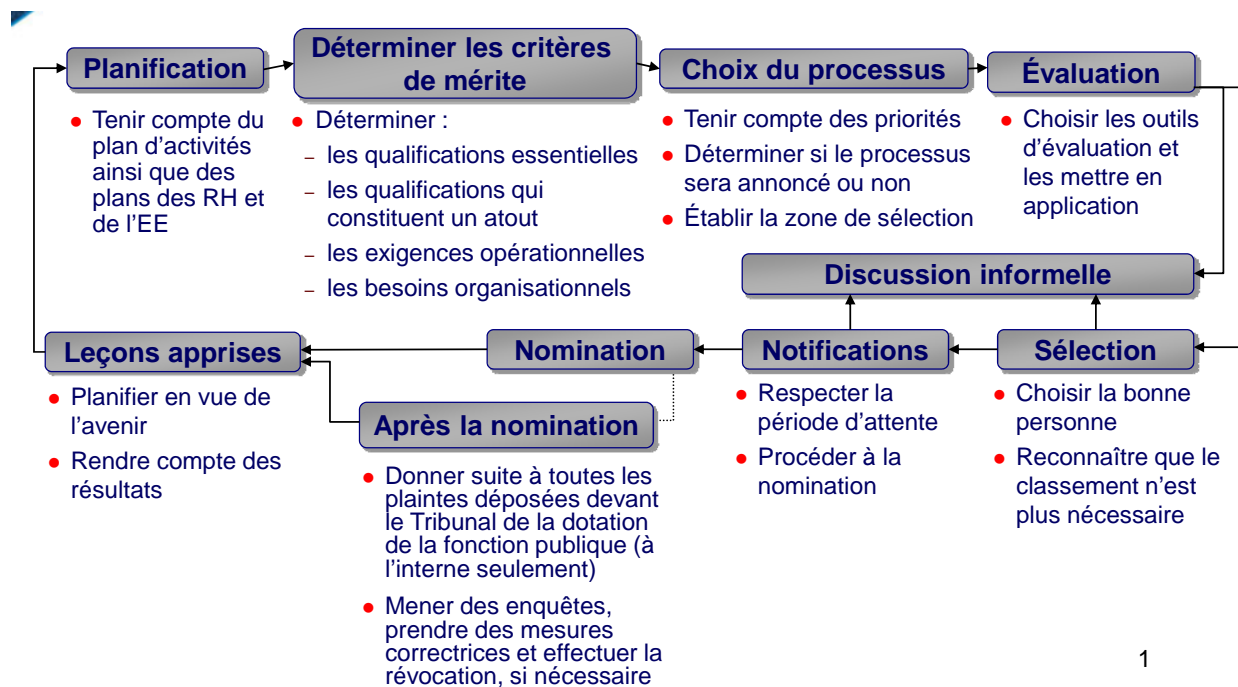 Planification
● Tenir compte du
plan d’activités
ainsi que des
plans des RH et
de l’EE
Déterminer les critères
de mérite
● Déterminer :
– les qualifications essentielles
– les qualifications qui
constituent un atout
– les exigences opérationnelles
– les besoins organisationnels
Choix du processus
● Tenir compte des priorités
● Déterminer si le processus
sera annoncé ou non
● Établir la zone de sélection
Évaluation
● Choisir les outils
d’évaluation et
les mettre en
application
Discussion informelle
Sélection
● Choisir la bonne
personne
● Reconnaître que le
classement n’est
plus nécessaire
Notifications
● Respecter la
période d’attente
● Procéder à la
nomination
Nomination
Après la nomination
● Donner suite à toutes les
plaintes déposées devant
le Tribunal de la dotation
de la fonction publique (à
l’interne seulement)
● Mener des enquêtes,
prendre des mesures
correctrices et effectuer la
révocation, si nécessaire
Leçons apprises
● Planifier en vue de
l’avenir
● Rendre compte des
résultats
1